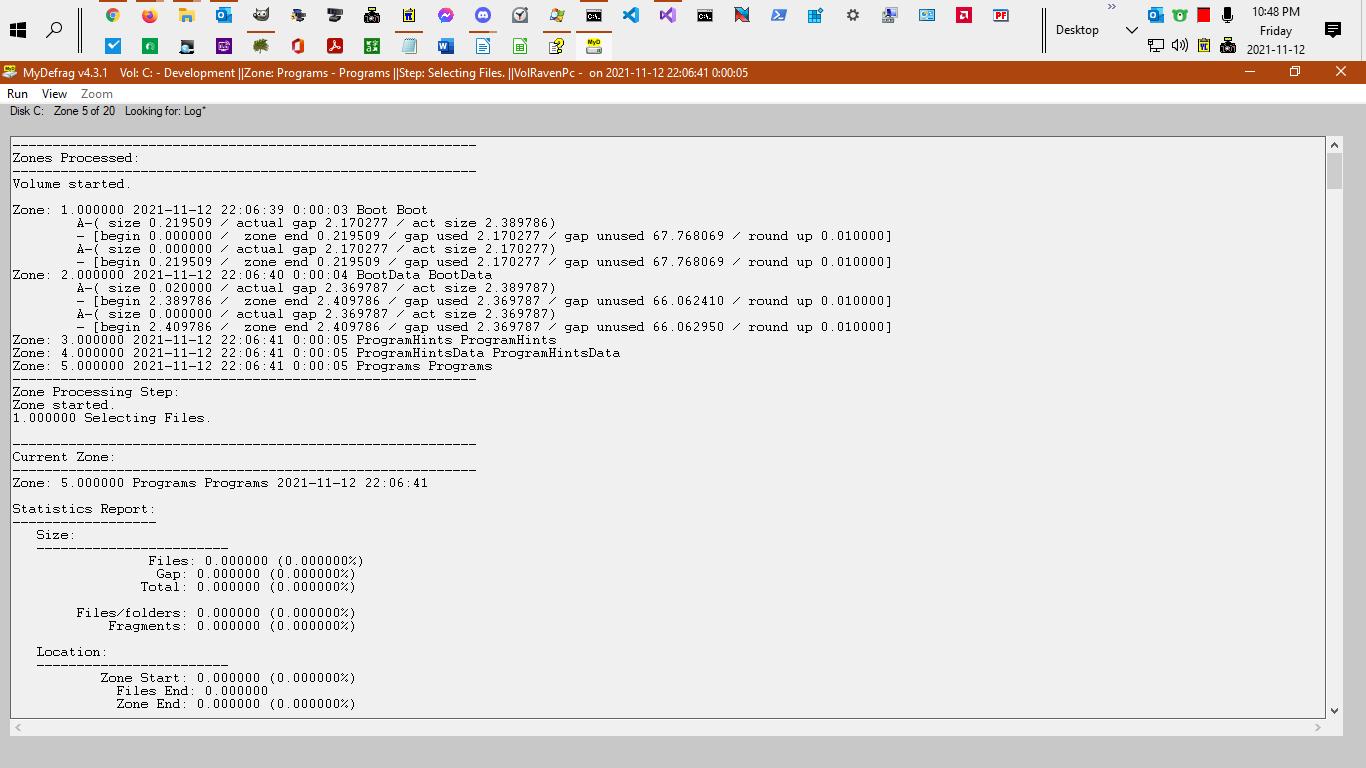 10:48 PM
Friday
2021-11-12
Desktop
MyDefrag v4.3.1 Vol: C: - Development ||Zone: Programs - Programs ||Step: Selecting Files. ||VolRavenPc - on 2021-11-12 22:06:41 0:00:05
Run View Zoom
Disk C: Zone 5 of 20 Looking for: Log*
----------------------------------------------------------
Zones Processed:
----------------------------------------------------------
Volume started.
Zone: 1.000000 2021-11-12 22:06:39 0:00:03 Boot Boot
A-( size 0.219509 / actual gap 2.170277 / act size 2.389786)
- [begin 0.000000 / zone end 0.219509 / gap used 2.170277 / gap unused 67.768069 / round up 0.010000]
A-( size 0.000000 / actual gap 2.170277 / act size 2.170277)
- [begin 0.219509 / zone end 0.219509 / gap used 2.170277 / gap unused 67.768069 / round up 0.010000]
Zone: 2.000000 2021-11-12 22:06:40 0:00:04 BootData BootData
A-( size 0.020000 / actual gap 2.369787 / act size 2.389787)
- [begin 2.389786 / zone end 2.409786 / gap used 2.369787 / gap unused 66.062410 / round up 0.010000]
A-( size 0.000000 / actual gap 2.369787 / act size 2.369787)
- [begin 2.409786 / zone end 2.409786 / gap used 2.369787 / gap unused 66.062950 / round up 0.010000]
Zone: 3.000000 2021-11-12 22:06:41 0:00:05 ProgramHints ProgramHints
Zone: 4.000000 2021-11-12 22:06:41 0:00:05 ProgramHintsData ProgramHintsData
Zone: 5.000000 2021-11-12 22:06:41 0:00:05 Programs Programs
----------------------------------------------------------
Zone Processing Step:
Zone started.
1.000000 Selecting Files.
----------------------------------------------------------
Current Zone:
----------------------------------------------------------
Zone: 5.000000 Programs Programs 2021-11-12 22:06:41
Statistics Report:
------------------
Size:
------------------------
Files: 0.000000 (0.000000%)
Gap: 0.000000 (0.000000%)
Total: 0.000000 (0.000000%)
Files/folders: 0.000000 (0.000000%)
Fragments: 0.000000 (0.000000%)
Location:
------------------------
Zone Start: 0.000000 (0.000000%)
Files End: 0.000000
Zone End: 0.000000 (0.000000%)